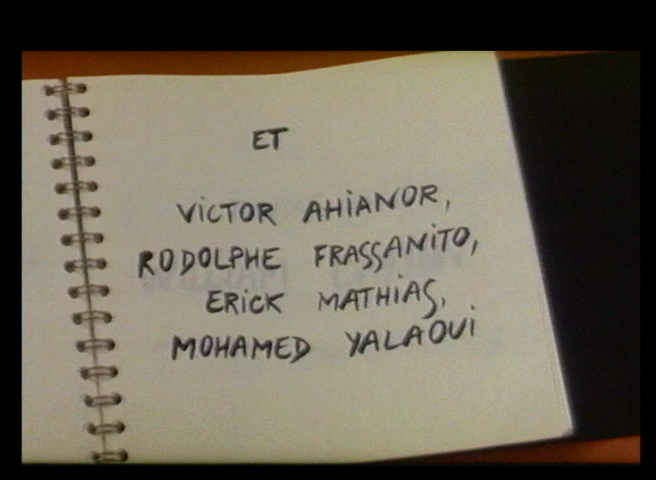 ET
ViCTOR AHiANOR,
RODOLPHE FRASSANiTO,
ERiCK MATHiAS,
MOHAMED YALAOUi